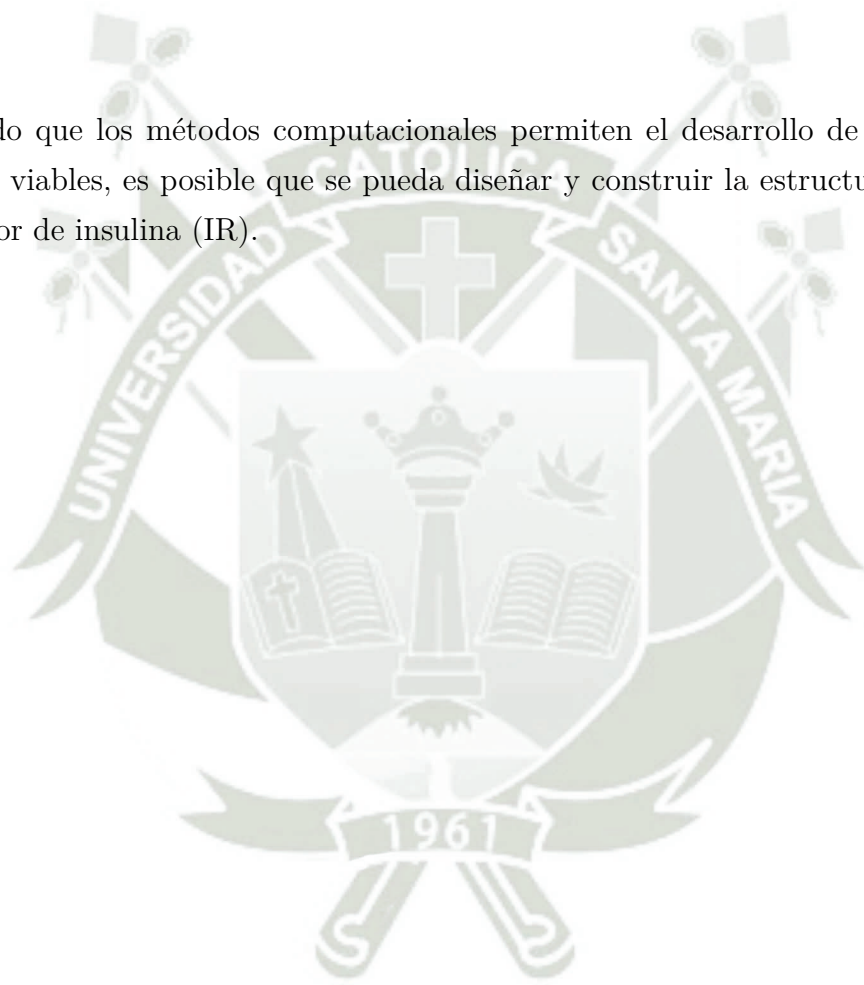 do que los métodos computacionales permiten el desarrollo de
viables, es posible que se pueda diseñar y construir la estructu
or de insulina (IR).
UNIVERSIDAD CATOLICA SANTA MARIA
1961